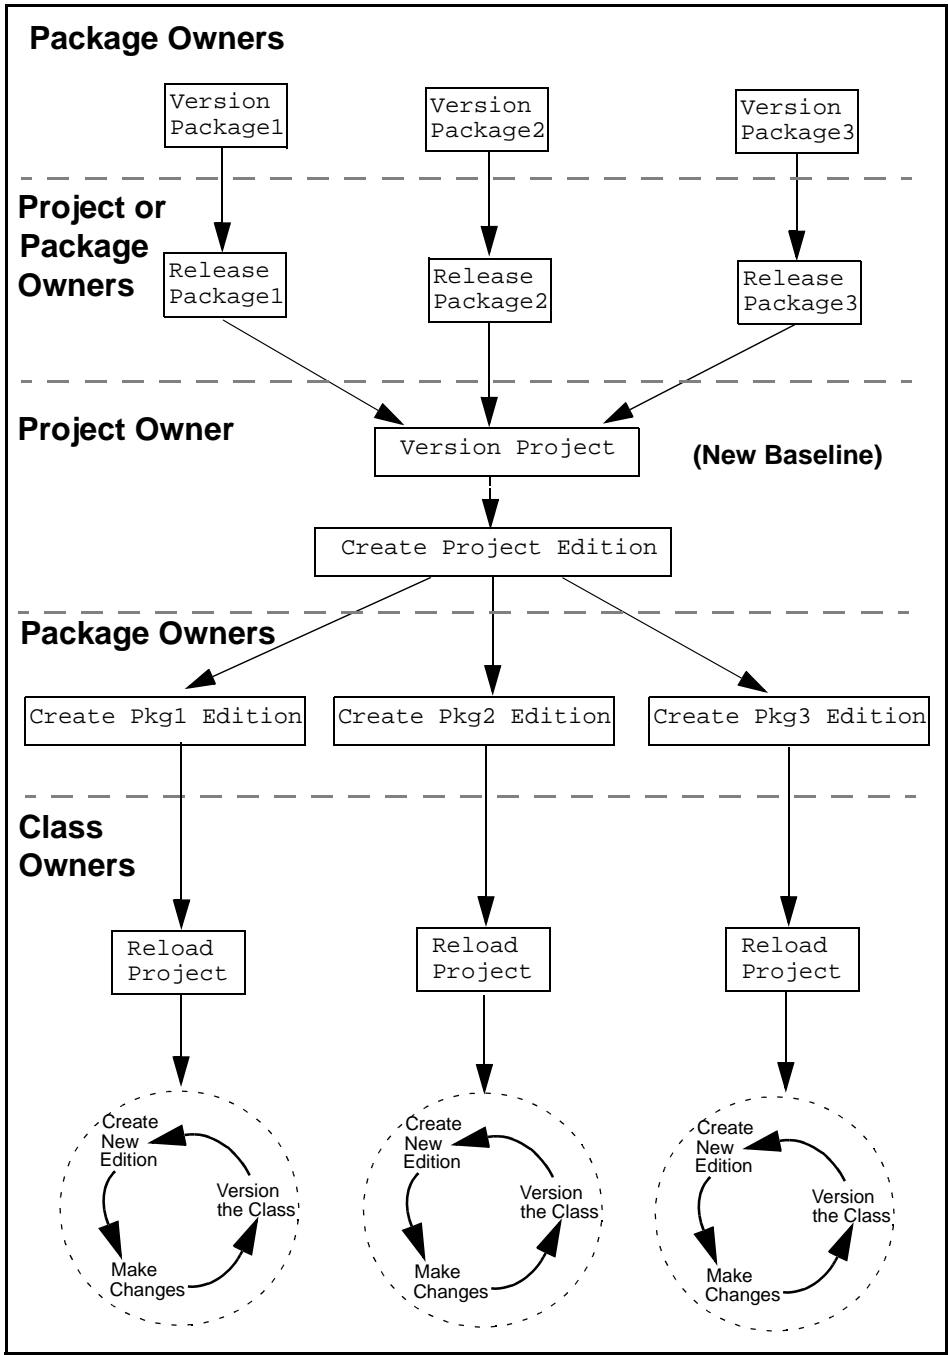 Package Owners
Version
Package1
Version
Package2
Version
Package3
Project or
Package
Owners
Release
Package1
Release
Package2
Release
Package3
Project Owner
Version Project
(New Baseline)
Create Project Edition
Package Owners
Create Pkg1 Edition
Create Pkg2 Edition
Create Pkg3 Edition
Class
Owners
Reload
Project
Reload
Project
Reload
Project
Create
New
Edition
Version
the Class
Make
Changes
Create
New
Edition
Version
the Class
Make
Changes
Create
New
Edition
Version
the Class
Make
Changes